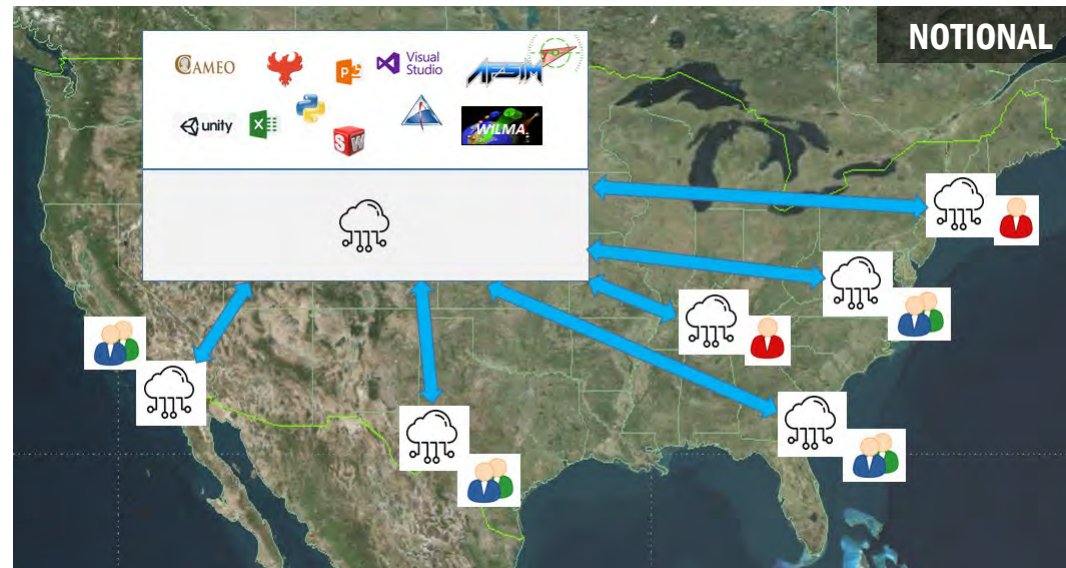 NOTIONAL
CAMEO
P
Visual
Studio
AFSIM
unity
X
S W
WILMA